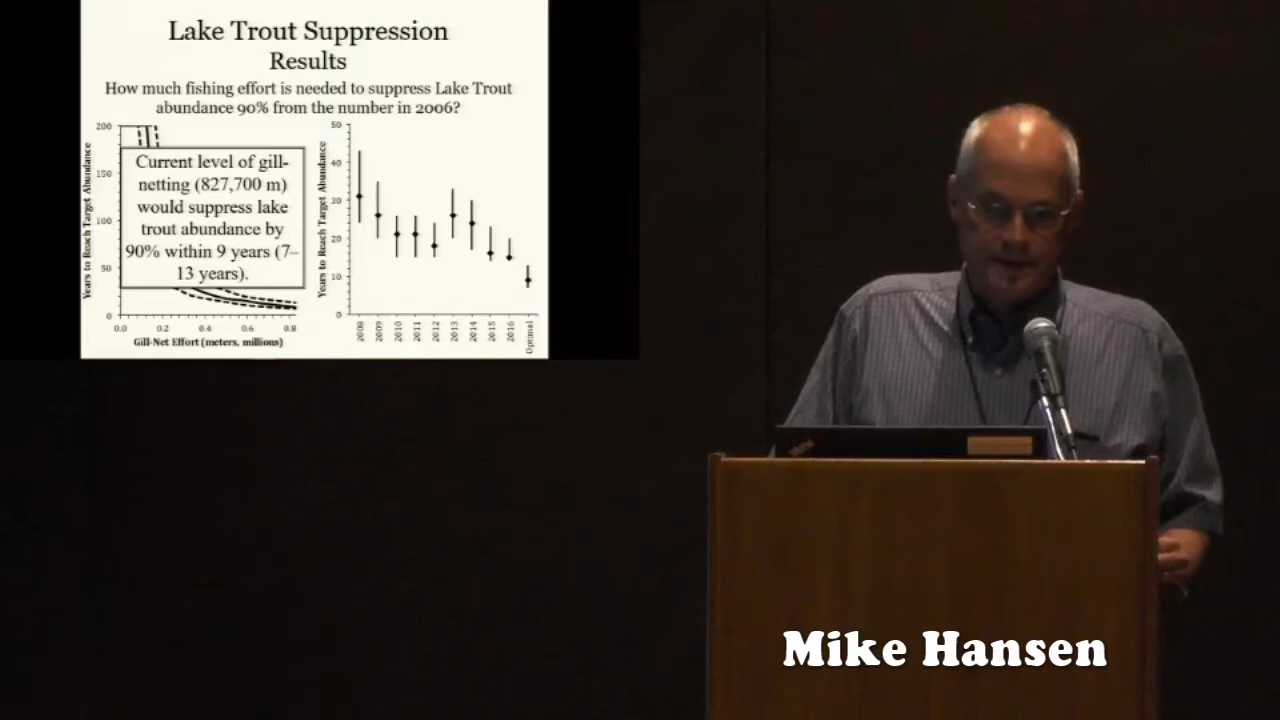 Lake Trout Suppression
Results
How much fishing effort is needed to suppress Lake Trout
abundance 90% from the number in 2006?
Years to Reach Target Abundance
200
150
100
50
0
Current level of gill-
netting (827,700 m)
would suppress lake
trout abundance by
90% within 9 years (7–
13 years).
0.0 0.2 0.4 0.6 0.8
Gill-Net Effort (meters, millions)
Years to Reach Target Abundance
50
40
30
20
10
0
2008 2009 2010 2011 2012 2013 2014 2015 2016 Optimal
Mike Hansen